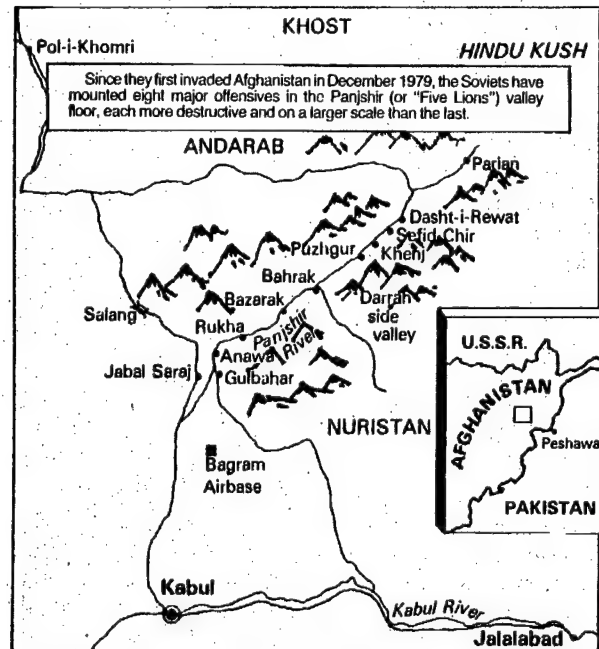 KHOST
Pol-i-Khomri
HINDU KUSH
Since they first invaded Afghanistan in December 1979, the Soviets have
mounted eight major offensives in the Panjshir (or "Five Lions") valley
floor, each more destructive and on a larger scale than the last.
ANDARAB
Parian
Dasht-i-Rewat
Sefid Chir
Puzhgur
Khenj
Bahrak
Bazarak
Darrah
side
valley
Salang
Rukha
Panjshir
River
Anawa
Jabal Saraj
Gulbahar
NURISTAN
Bagram
Airbase
U.S.S.R.
AFGHANISTAN
Peshawa
PAKISTAN
Kabul
Kabul River
Jalalabad